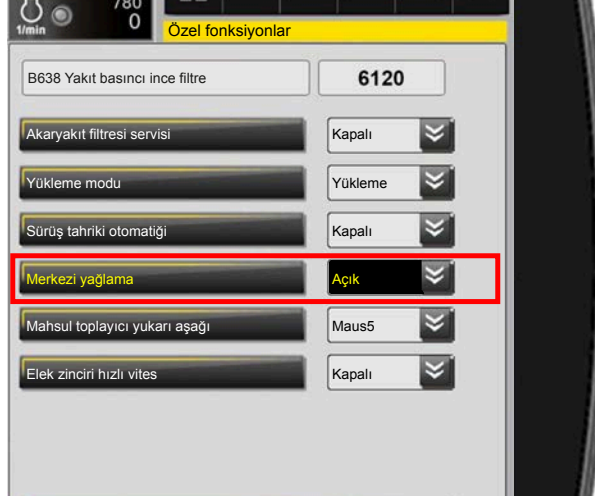 780
1/min
0
Özel fonksiyonlar
B638 Yakıt basıncı ince filtre 6120
Akaryakıt filtresi servisi Kapalı
Yükleme modu Yükleme
Sürüş tahriki otomatiği Kapalı
Merkezi yağlama Açık
Mahsul toplayıcı yukarı aşağı Maus5
Elek zinciri hızlı vites Kapalı